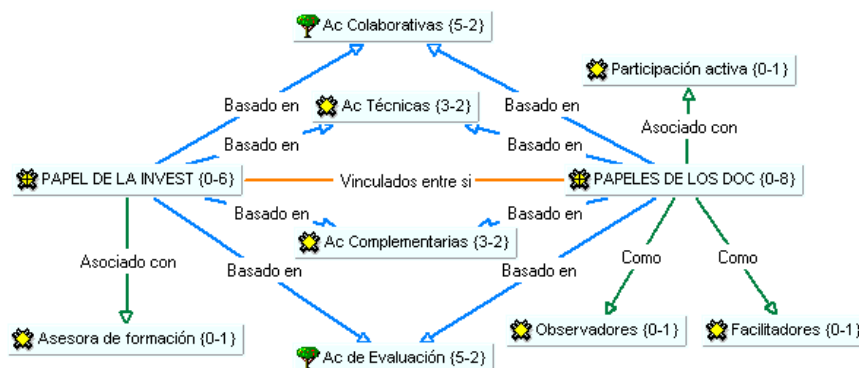 Ac Colaborativas {5-2}
Participación activa {0-1}
Basado en
Ac Técnicas {3-2}
Basado en
Asociado con
Basado en
Basado en
PAPEL DE LA INVEST {0-6}
Vinculados entre si
PAPELES DE LOS DOC {0-8}
Basado en
Basado en
Ac Complementarias {3-2}
Asociado con
Basado en
Basado en
Como
Como
Asesora de formación {0-1}
Observadores {0-1}
Facilitadores {0-1}
Ac de Evaluación {5-2}